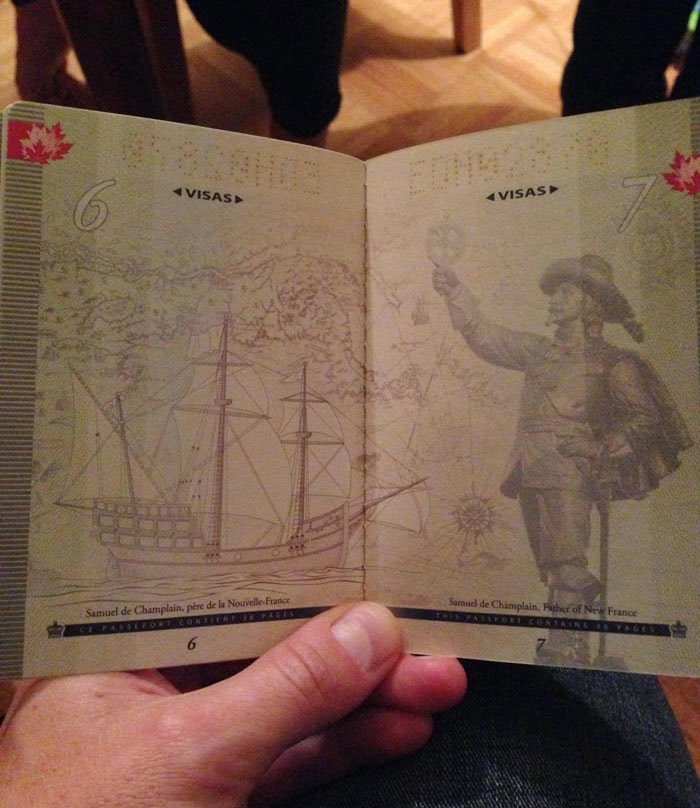 6
◀VISAS▶
Samuel de Champlain, père de la Nouvelle-France
CE PASSEPORT CONTIENT 36 PAGES
6
7
◀VISAS▶
Samuel de Champlain, Father of New France
THIS PASSPORT CONTAINS 36 PAGES
7